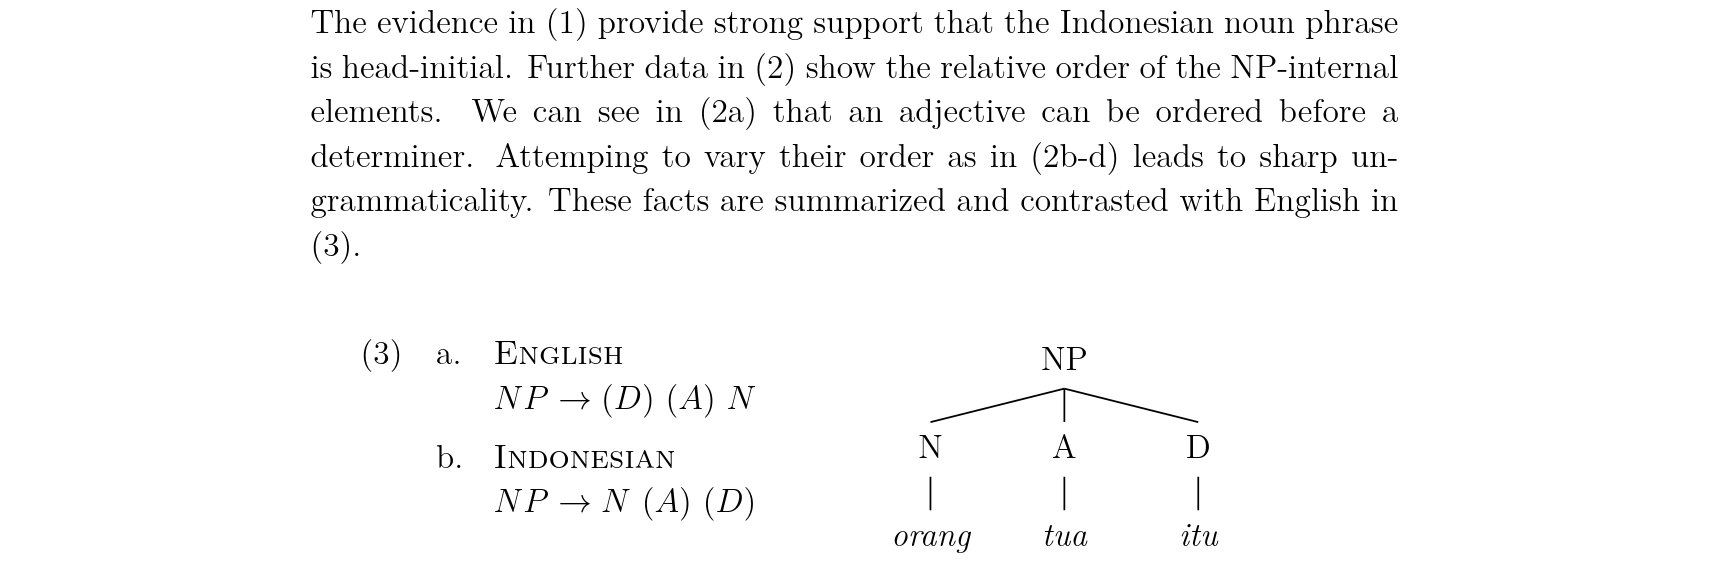 The evidence in (1) provide strong support that the Indonesian noun phrase
is head-initial. Further data in (2) show the relative order of the NP-internal
elements. We can see in (2a) that an adjective can be ordered before a
determiner. Attemping to vary their order as in (2b-d) leads to sharp un-
grammaticality. These facts are summarized and contrasted with English in
(3).
(3) a. ENGLISH
NP → (D) (A) N
b. INDONESIAN
NP → N (A) (D)
NP
N A D
orang tua itu